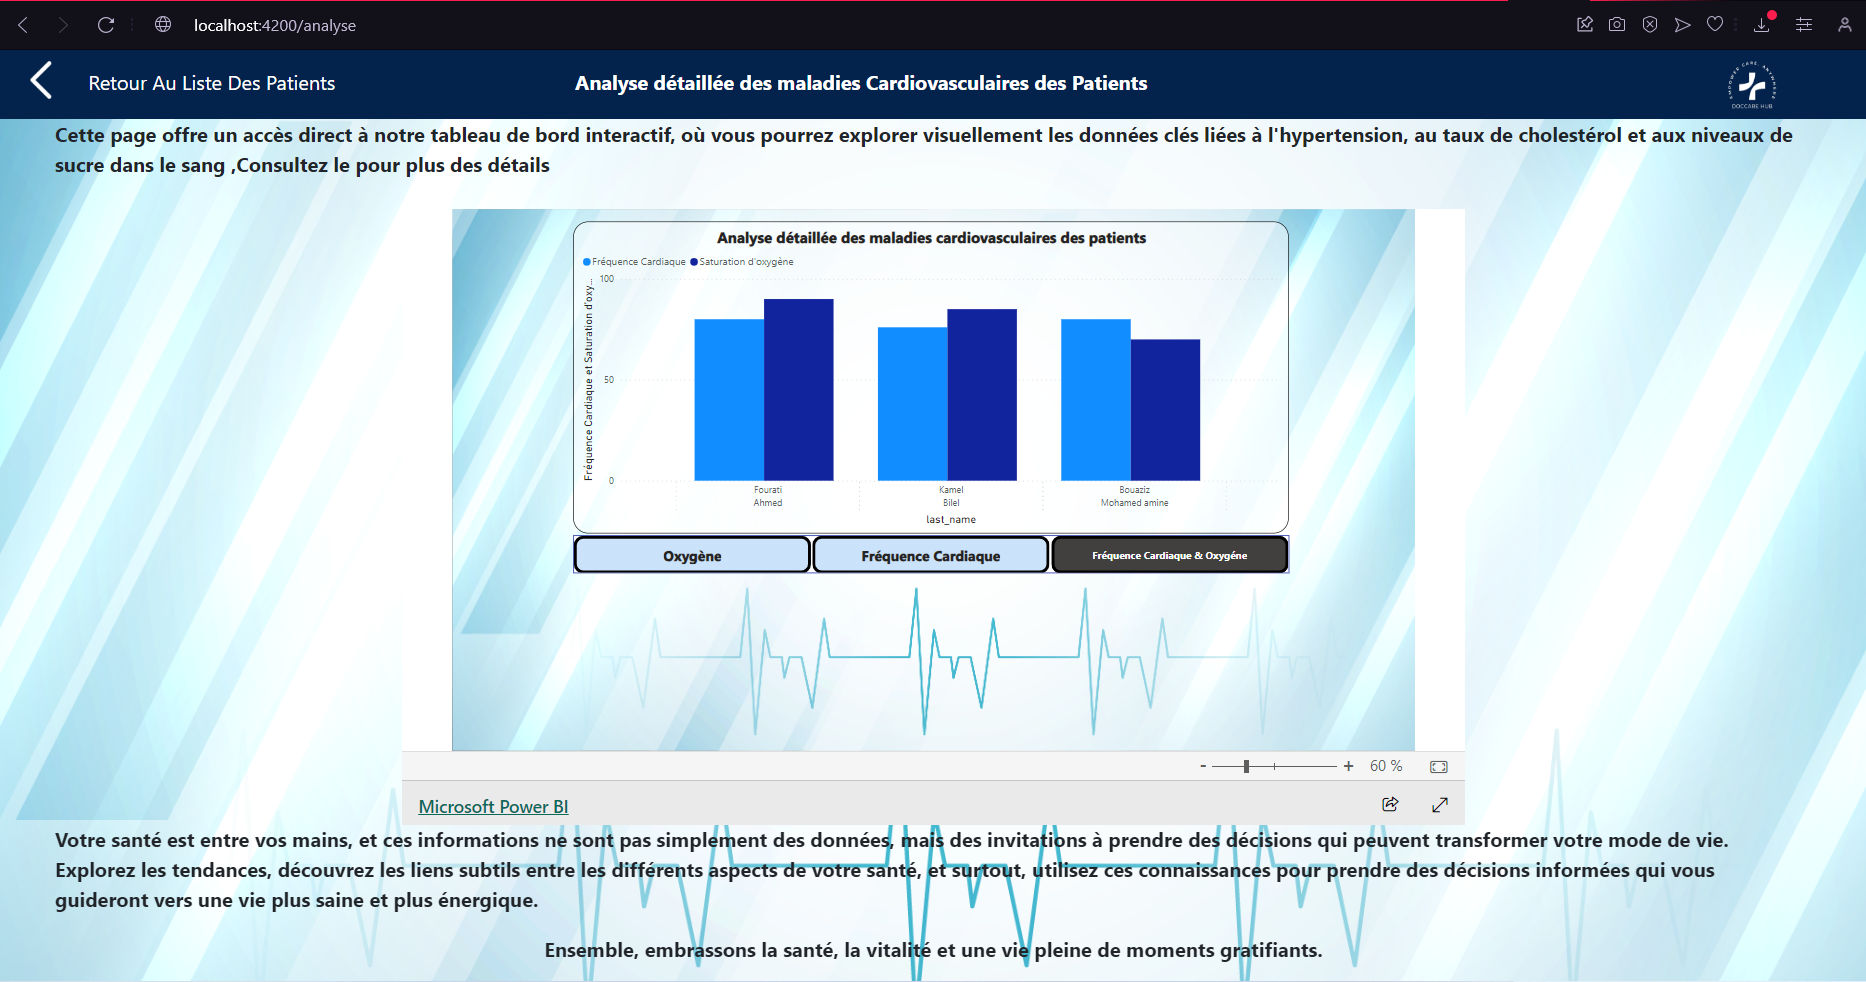 localhost:4200/analyse
Retour Au Liste Des Patients
Analyse détaillée des maladies Cardiovasculaires des Patients
EMPOWER CARE, ANYWHERE
DOCCARE HUB
Cette page offre un accès direct à notre tableau de bord interactif, où vous pourrez explorer visuellement les données clés liées à l'hypertension, au taux de cholestérol et aux niveaux de
sucre dans le sang ,Consultez le pour plus des détails
Analyse détaillée des maladies cardiovasculaires des patients
Fréquence Cardiaque Saturation d'oxygène
Fréquence Cardiaque et Saturation d'oxy...
100
50
0
Fourati
Ahmed
Kamel
Bilel
Bouaziz
Mohamed amine
last_name
Oxygène
Fréquence Cardiaque
Fréquence Cardiaque & Oxygéne
- + 60 %
Microsoft Power BI
Votre santé est entre vos mains, et ces informations ne sont pas simplement des données, mais des invitations à prendre des décisions qui peuvent transformer votre mode de vie.
Explorez les tendances, découvrez les liens subtils entre les différents aspects de votre santé, et surtout, utilisez ces connaissances pour prendre des décisions informées qui vous
guideront vers une vie plus saine et plus énergique.
Ensemble, embrassons la santé, la vitalité et une vie pleine de moments gratifiants.